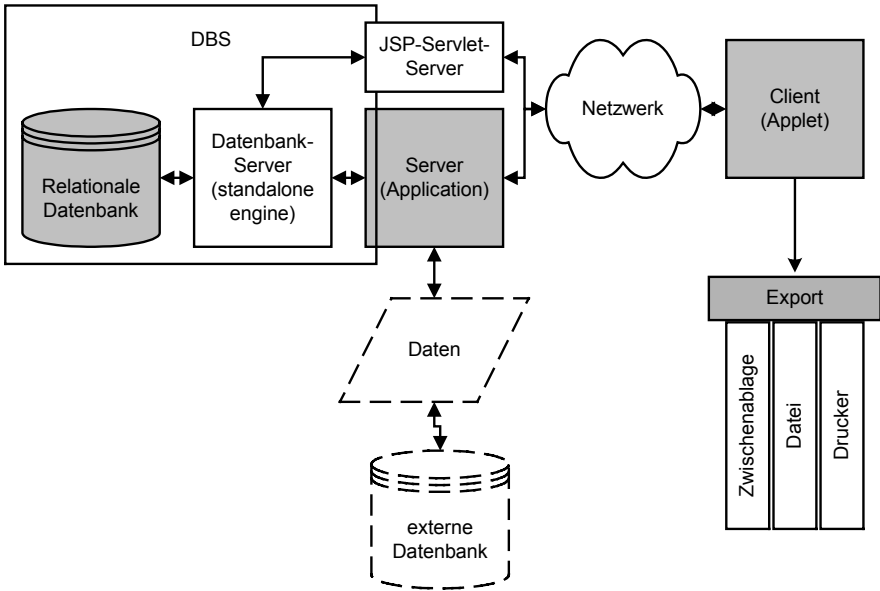 DBS
JSP-Servlet-
Server
Netzwerk
Client
(Applet)
Relationale
Datenbank
Datenbank-
Server
(standalone
engine)
Server
(Application)
Export
Zwischenablage
Datei
Drucker
Daten
externe
Datenbank